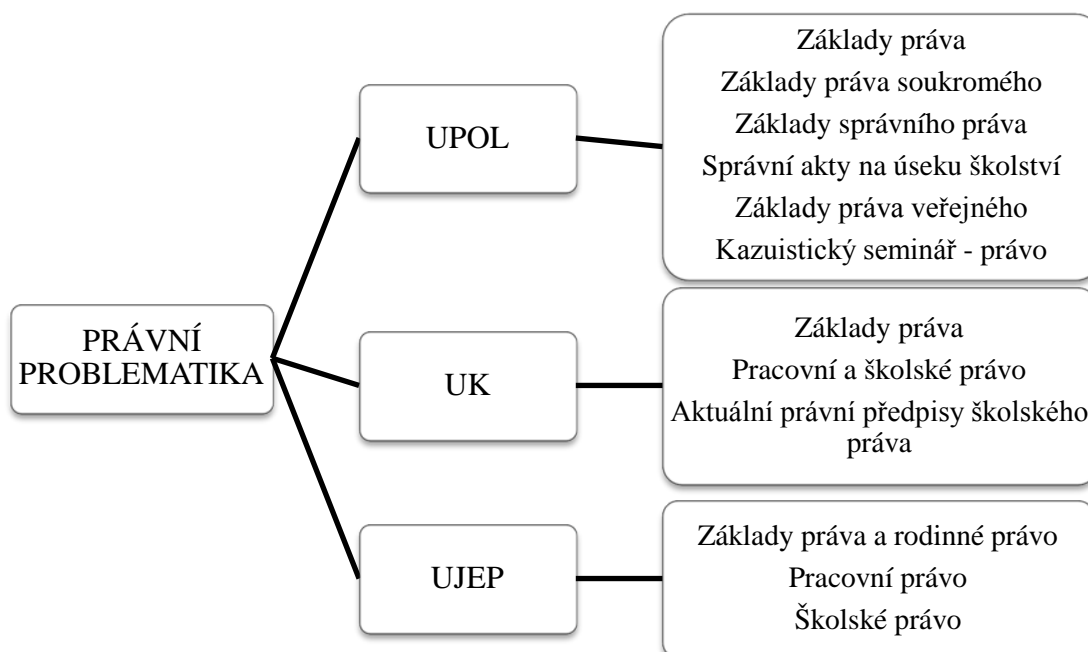 PRÁVNÍ
PROBLEMATIKA
UPOL
Základy práva
Základy práva soukromého
Základy správního práva
Správní akty na úseku školství
Základy práva veřejného
Kazuistický seminář - právo
UK
Základy práva
Pracovní a školské právo
Aktuální právní předpisy školského
práva
UJEP
Základy práva a rodinné právo
Pracovní právo
Školské právo